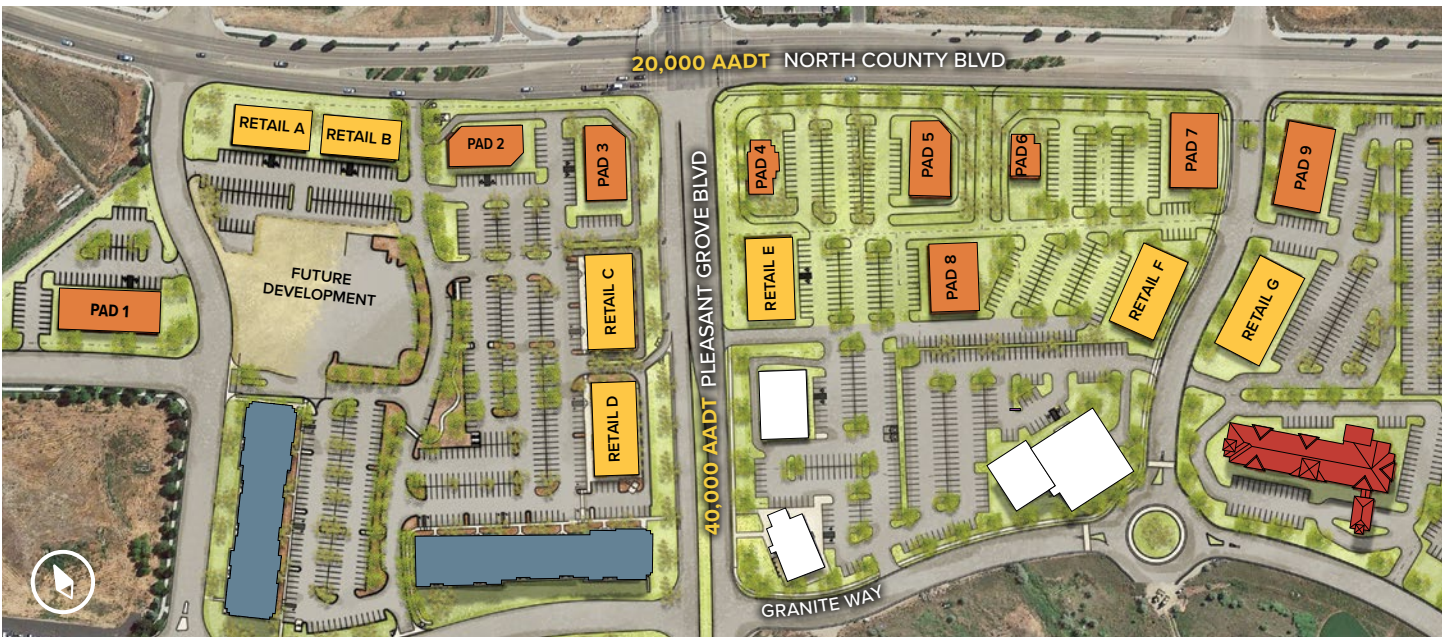 20,000 AADT NORTH COUNTY BLVD
RETAIL A
RETAIL B
PAD 2
PAD 3
PAD 4
PAD 5
PAD 6
PAD 7
PAD 9
PAD 1
FUTURE
DEVELOPMENT
RETAIL C
RETAIL D
40,000 AADT PLEASANT GROVE BLVD
RETAIL E
PAD 8
RETAIL F
RETAIL G
GRANITE WAY